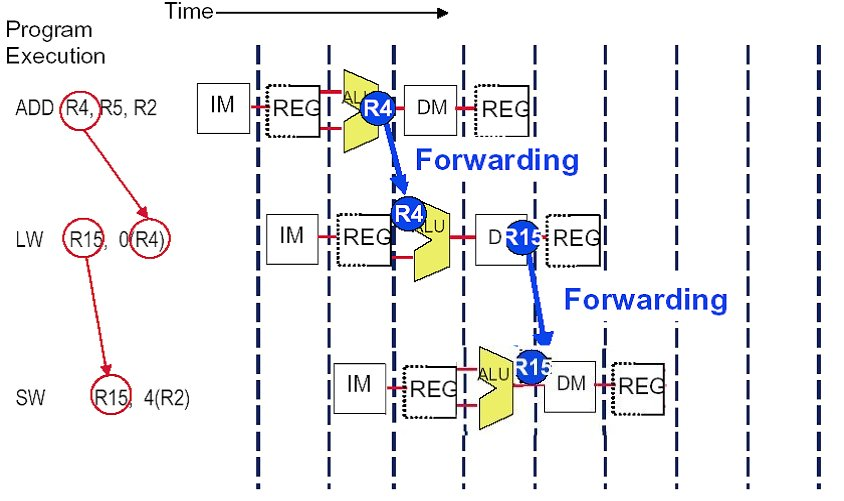 Time
Program
Execution
ADD R4, R5, R2
IM REG ALU R4 DM REG
Forwarding
LW R15, 0(R4)
IM REG R4 ALU R15 REG
Forwarding
SW R15, 4(R2)
IM REG ALU R15 DM REG